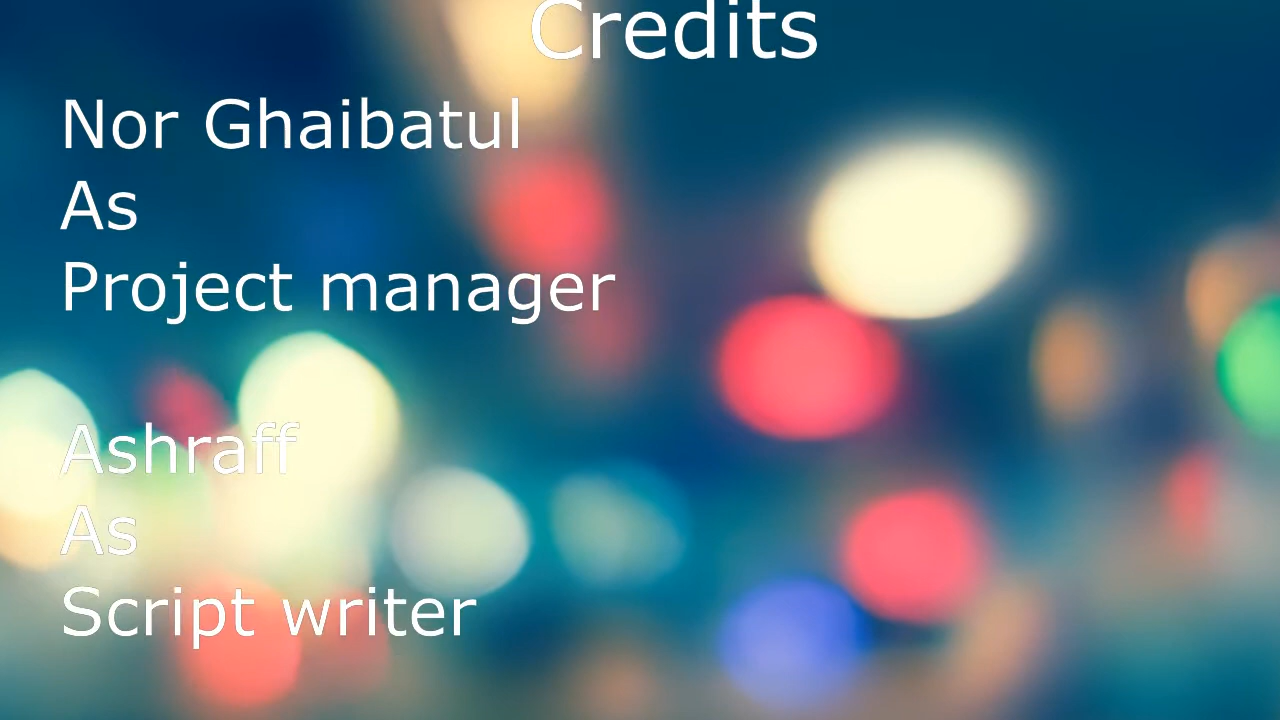 Credits
Nor Ghaibatul
As
Project manager
Ashraff
As
Script writer